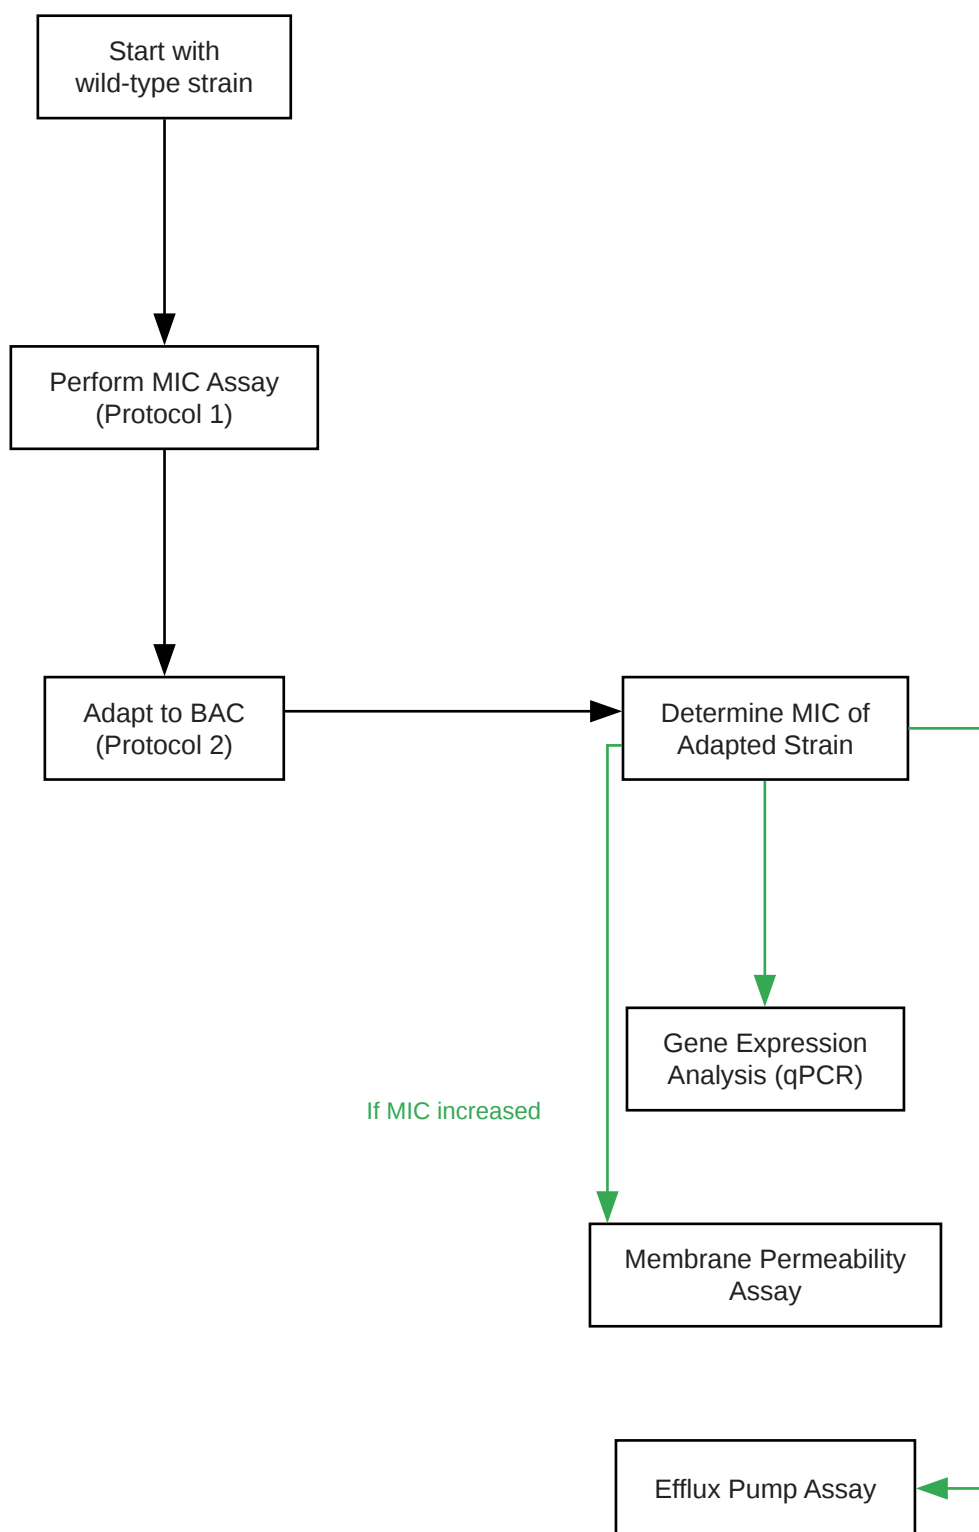 Start with
wild-type strain
Perform MIC Assay
(Protocol 1)
Adapt to BAC
(Protocol 2)
Determine MIC of
Adapted Strain
Gene Expression
Analysis (qPCR)
If MIC increased
Membrane Permeability
Assay
Efflux Pump Assay